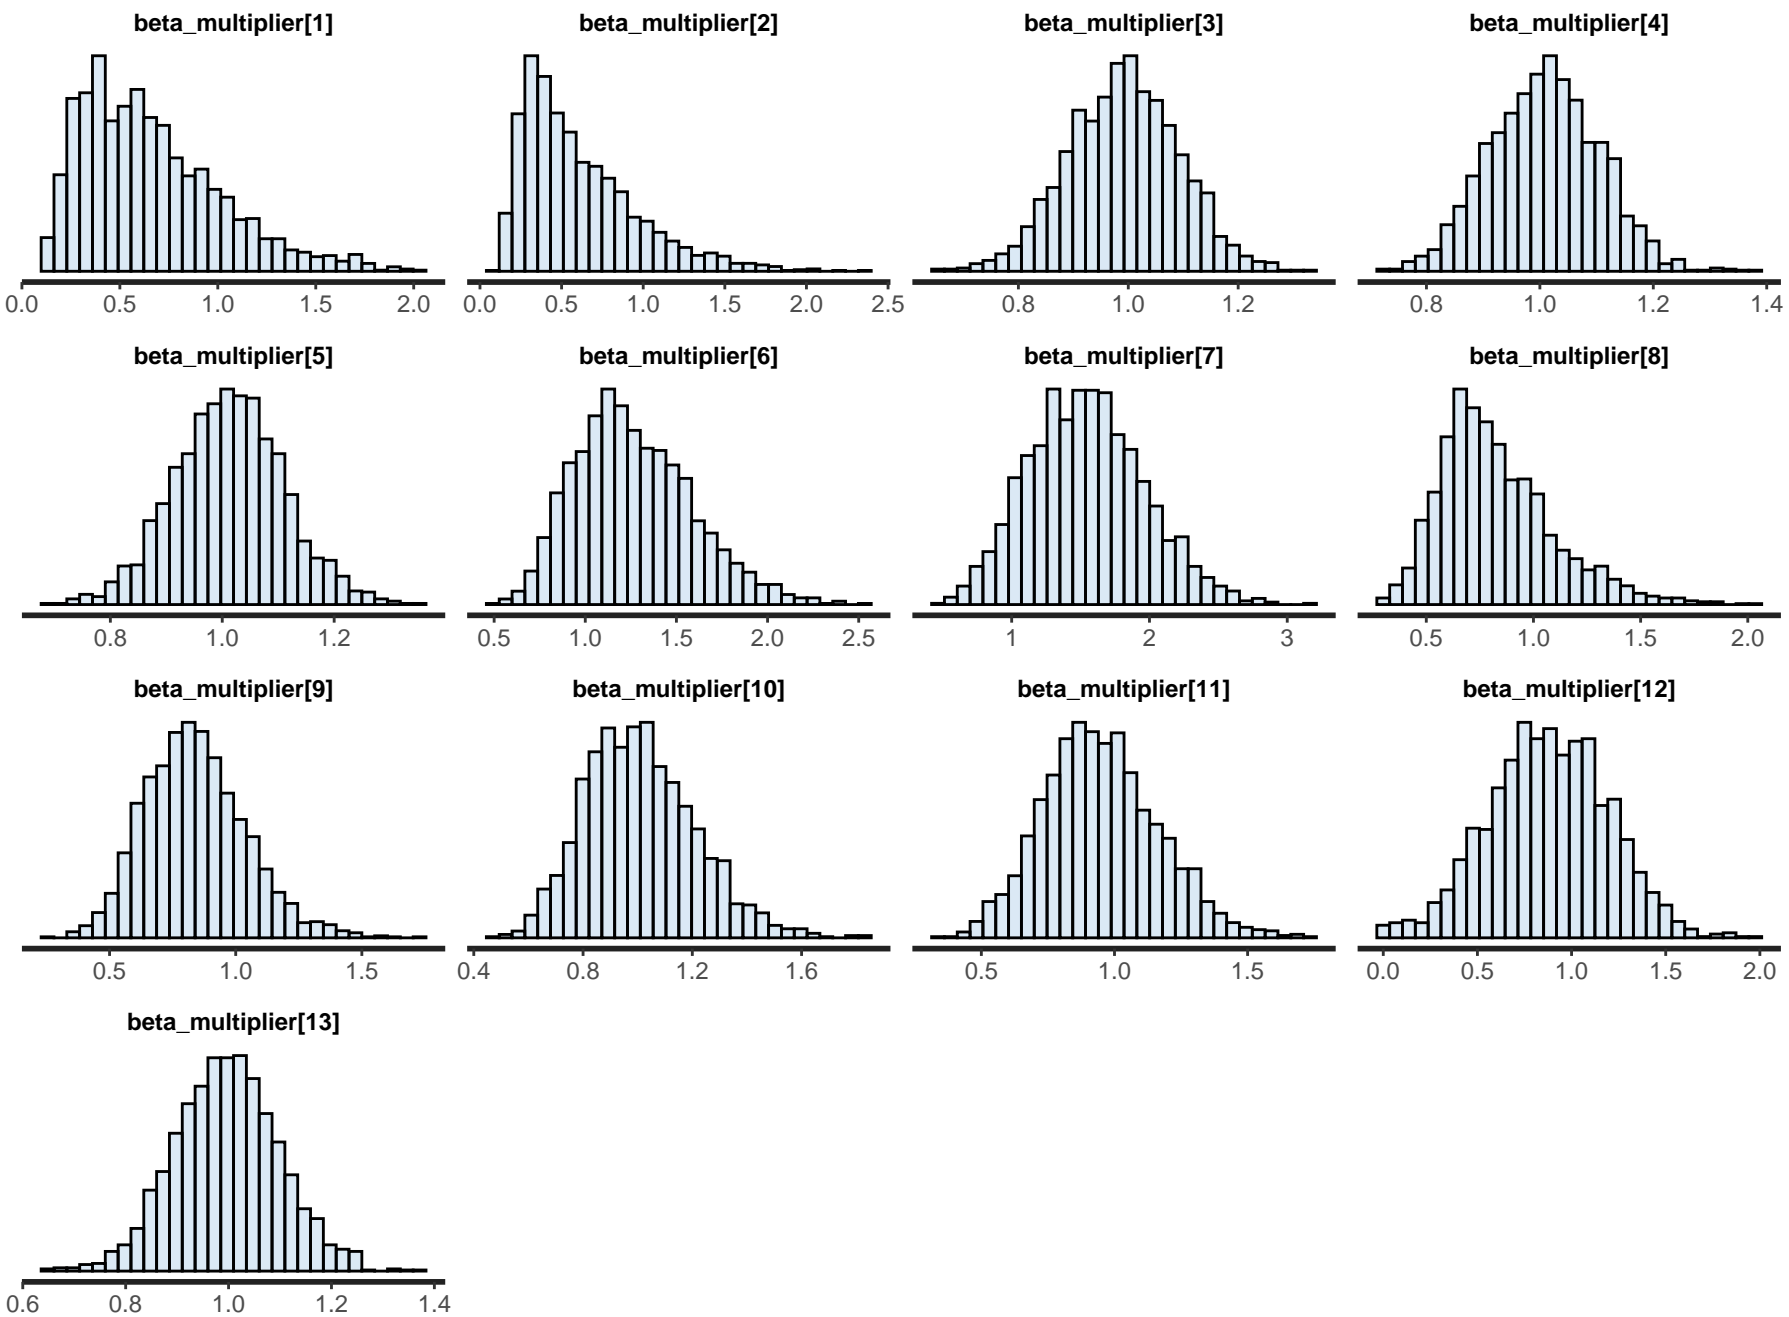 beta_multiplier[1] beta_multiplier[2] beta_multiplier[3] beta_multiplier[4]
0.0 0.5 1.0 1.5 2.0 0.0 0.5 1.0 1.5 2.0 2.5 0.8 1.0 1.2 0.8 1.0 1.2 1.4
beta_multiplier[5] beta_multiplier[6] beta_multiplier[7] beta_multiplier[8]
0.8 1.0 1.2 0.5 1.0 1.5 2.0 2.5 1 2 3 0.5 1.0 1.5 2.0
beta_multiplier[9] beta_multiplier[10] beta_multiplier[11] beta_multiplier[12]
0.5 1.0 1.5 0.4 0.8 1.2 1.6 0.5 1.0 1.5 0.0 0.5 1.0 1.5 2.0
beta_multiplier[13]
0.6 0.8 1.0 1.2 1.4